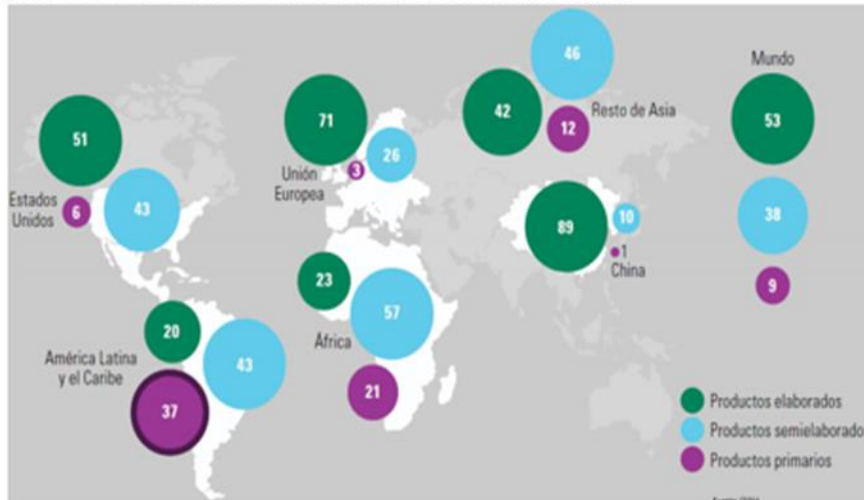 51
Estados
Unidos
6
43
América Latina
y el Caribe
20
43
37
71
Unión
Europea
3
26
23
África
57
21
46
42
Resto de Asia
12
89
10
1
China
Mundo
53
38
9
Productos elaborados
Productos semielaborado
Productos primarios